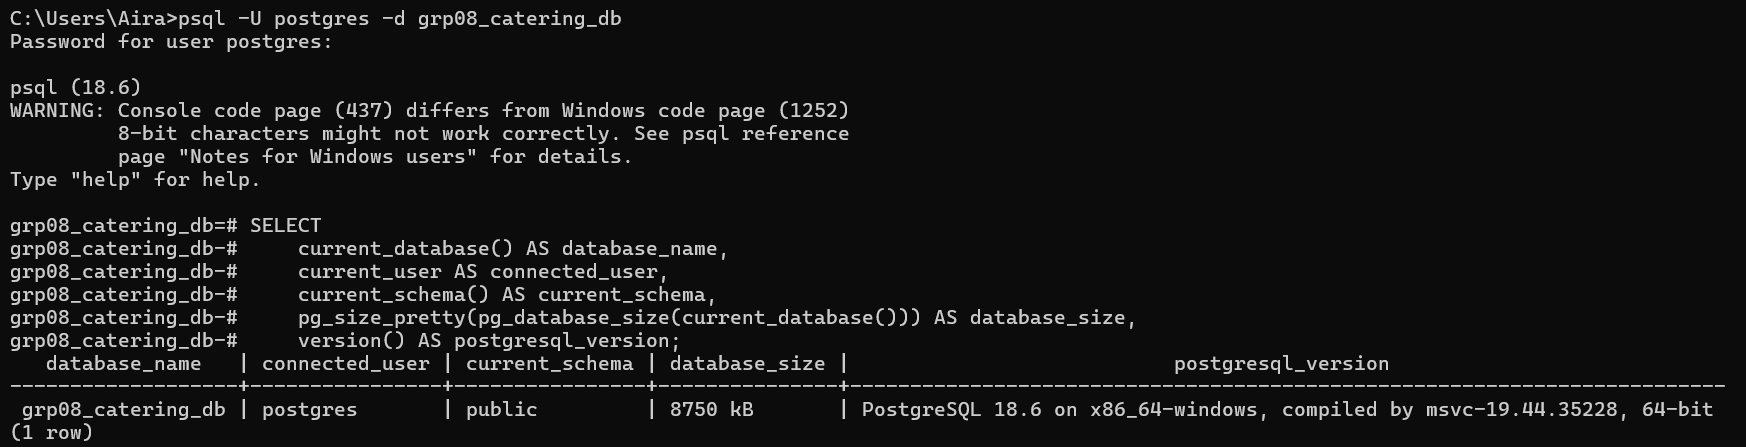 C:\Users\Aira>psql -U postgres -d grp08_catering_db
Password for user postgres:

psql (18.6)
WARNING: Console code page (437) differs from Windows code page (1252)
         8-bit characters might not work correctly. See psql reference
         page "Notes for Windows users" for details.
Type "help" for help.

grp08_catering_db=# SELECT
grp08_catering_db-#     current_database() AS database_name,
grp08_catering_db-#     current_user AS connected_user,
grp08_catering_db-#     current_schema() AS current_schema,
grp08_catering_db-#     pg_size_pretty(pg_database_size(current_database())) AS database_size,
grp08_catering_db-#     version() AS postgresql_version;
   database_name   | connected_user | current_schema | database_size |                           postgresql_version
-------------------+----------------+----------------+---------------+-------------------------------------------------------------------------
 grp08_catering_db | postgres       | public         | 8750 kB       | PostgreSQL 18.6 on x86_64-windows, compiled by msvc-19.44.35228, 64-bit
(1 row)